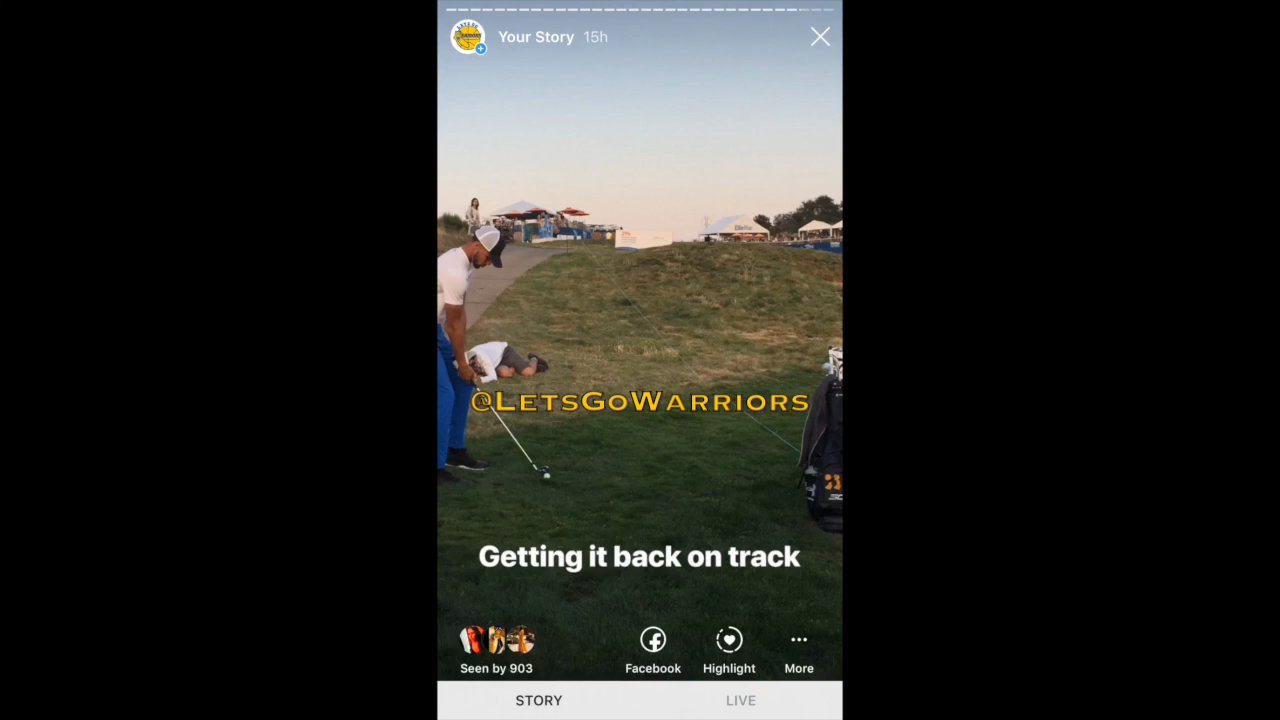 Your Story 15h
@LetsGoWarriors
Getting it back on track
Seen by 903
Facebook
Highlight
More
STORY
LIVE